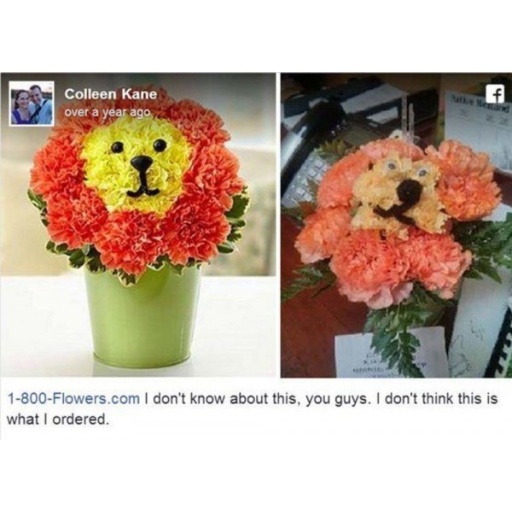 Colleen Kane
over a year ago
f
1-800-Flowers.com I don't know about this, you guys. I don't think this is
what I ordered.